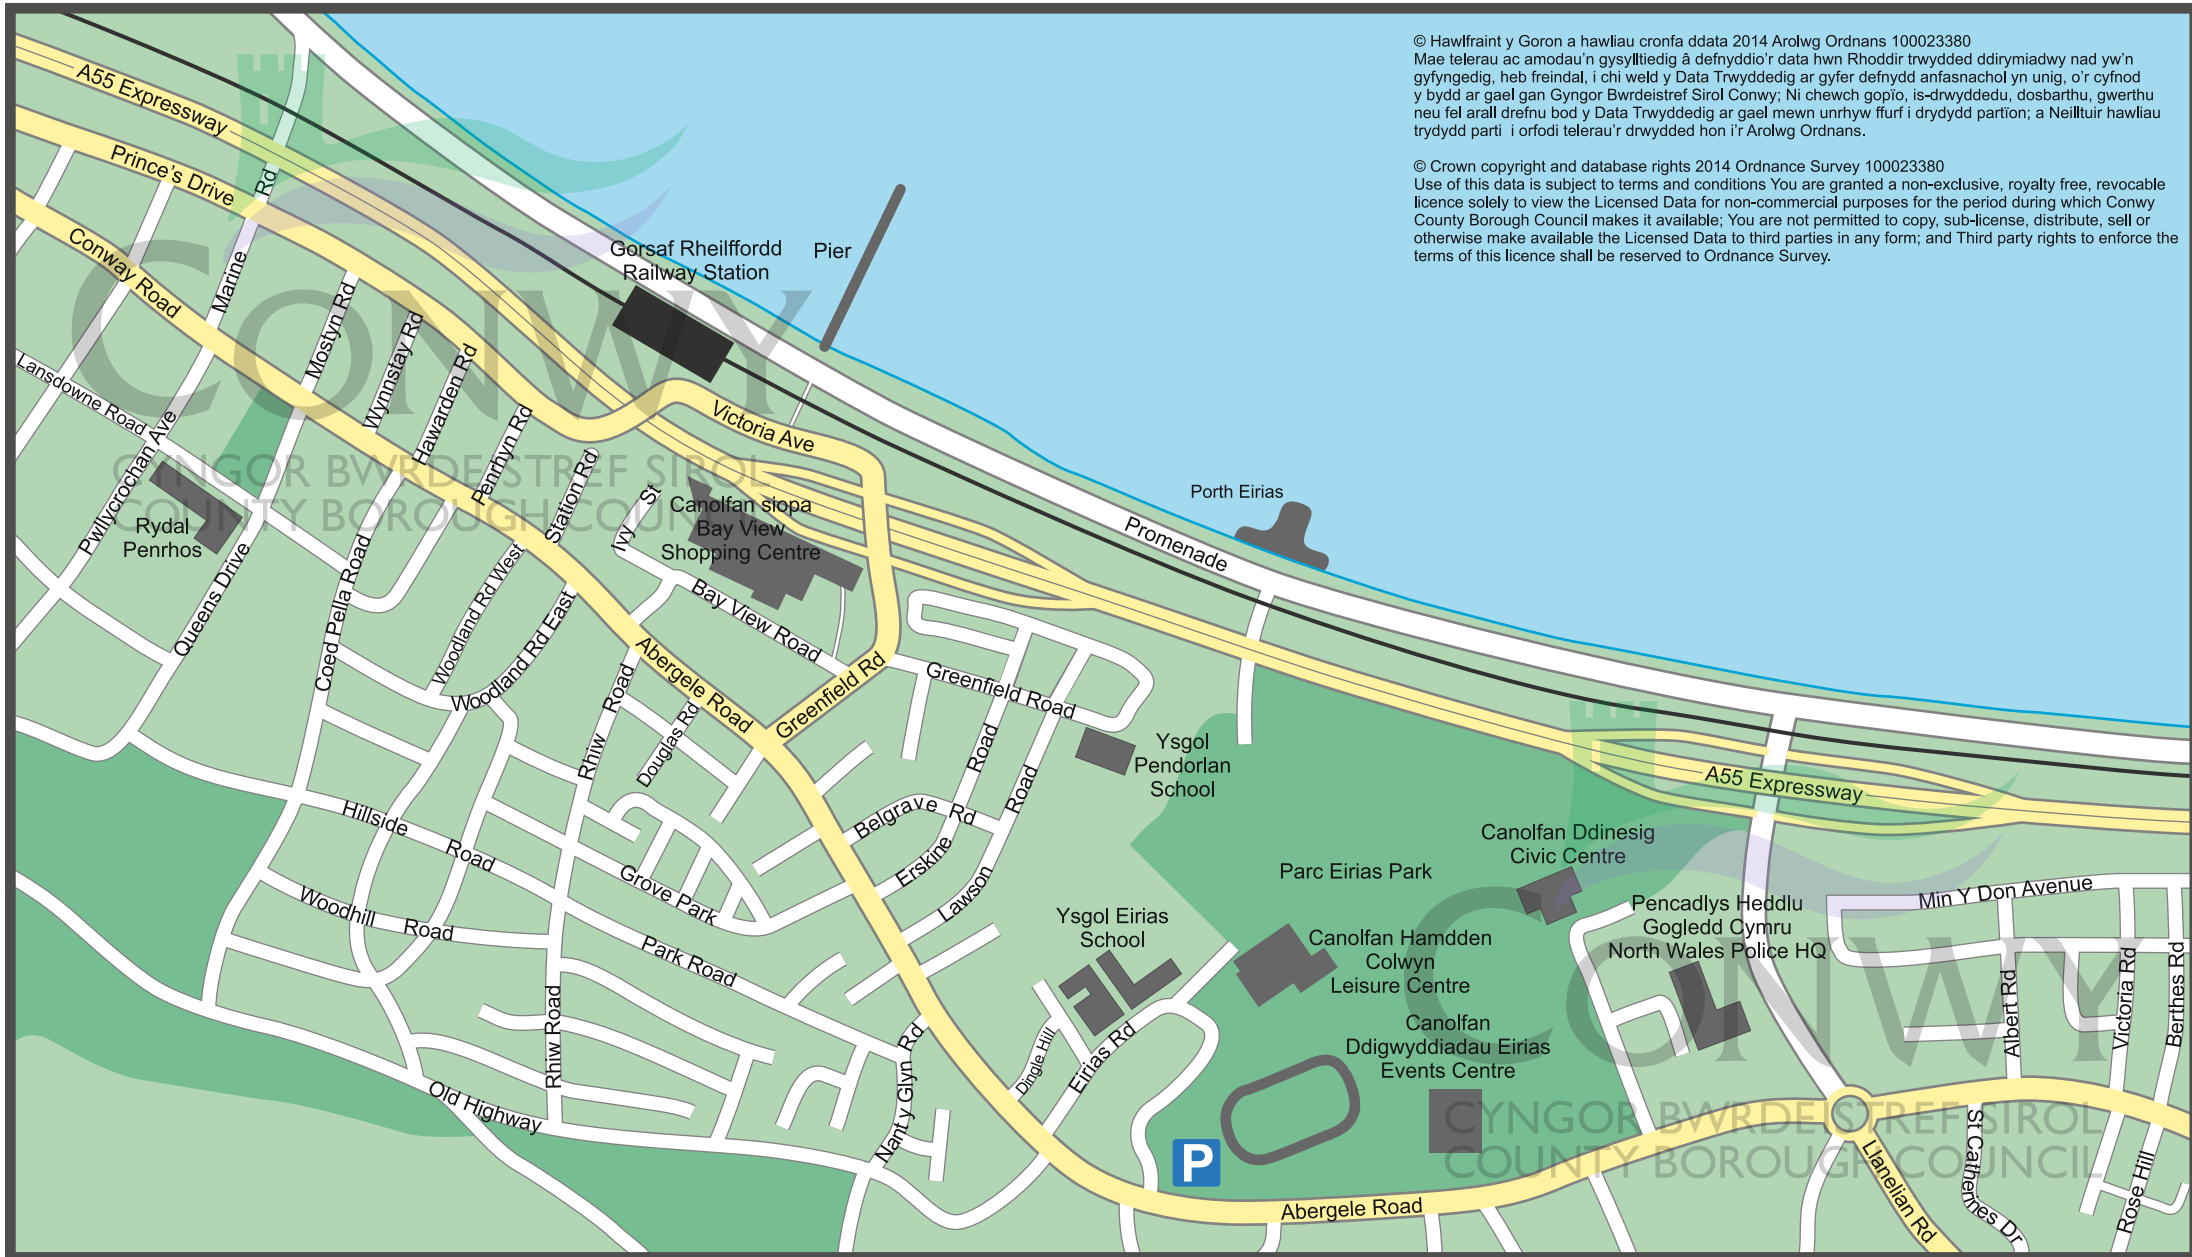 © Hawlfraint y Goron a hawliau cronfa ddata 2014 Arolwg Ordnans 100023380
Mae telerau ac amodau’n gysylltiedig â defnyddio’r data hwn Rhoddir trwydded ddirymiadwy nad yw’n
gyfyngedig, heb freindal, i chi weld y Data Trwyddedig ar gyfer defnydd anfasnachol yn unig, o’r cyfnod
y bydd ar gael gan Gyngor Bwrdeistref Sirol Conwy; Ni chewch gopïo, is-drwyddedu, dosbarthu, gwerthu
neu fel arall drefnu bod y Data Trwyddedig ar gael mewn unrhyw ffurf i drydydd partïon; a Neilltuir hawliau
trydydd parti i orfodi telerau’r drwydded hon i’r Arolwg Ordnans.
© Crown copyright and database rights 2014 Ordnance Survey 100023380
Use of this data is subject to terms and conditions You are granted a non-exclusive, royalty free, revocable
licence solely to view the Licensed Data for non-commercial purposes for the period during which Conwy
County Borough Council makes it available; You are not permitted to copy, sub-license, distribute, sell or
otherwise make available the Licensed Data to third parties in any form; and Third party rights to enforce the
terms of this licence shall be reserved to Ordnance Survey.
A55 Expressway
Prince's Drive
Conway Road
Marine Rd
Gorsaf Rheilffordd
Railway Station
Pier
Mostyn Rd
Wynnstay Rd
Hawarden Rd
Penrhyn Rd
Station Rd
Lansdowne Road
Pwllycrochan Ave
CONWY
CYNGOR BWRDEISTREF SIROL
COUNTY BOROUGH COUNCIL
Rydal
Penrhos
Queens Drive
Coed Pella Road
Woodland Rd West
Woodland Rd East
Ivy St
Victoria Ave
Canolfan siopa
Bay View
Shopping Centre
Bay View Road
Promenade
Porth Eirias
Abergele Road
Greenfield Rd
Greenfield Road
Rhiw Road
Douglas Rd
Ysgol
Pendorlan
School
Hillside Road
Woodhill Road
Grove Park
Park Road
Belgrave Rd
Erskine Road
Lawson Road
Ysgol Eirias
School
Parc Eirias Park
Canolfan Ddinesig
Civic Centre
A55 Expressway
Canolfan Hamdden
Colwyn
Leisure Centre
Pencadlys Heddlu
Gogledd Cymru
North Wales Police HQ
Min Y Don Avenue
Albert Rd
Victoria Rd
Berthes Rd
Canolfan
Ddigwyddiadau Eirias
Events Centre
CONWY
CYNGOR BWRDEISTREF SIROL
COUNTY BOROUGH COUNCIL
Rhiw Road
Old Highway
Nant y Glyn Rd
Dingle Hill
Eirias Rd
P
Abergele Road
Llanelian Rd
St Catherines Dr
Rose Hill